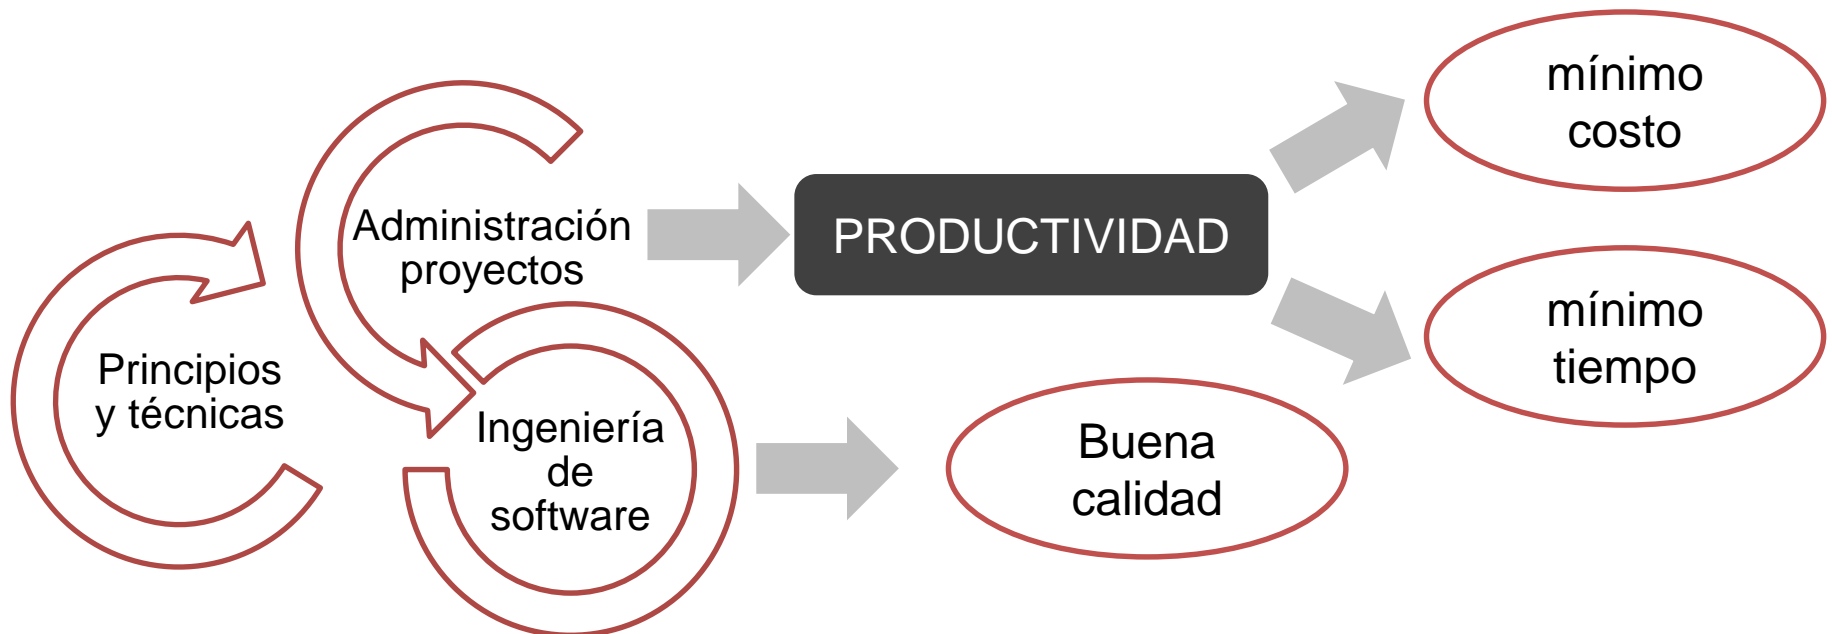 Principios
y técnicas
Administración
proyectos
Ingeniería
de
software
PRODUCTIVIDAD
mínimo
costo
mínimo
tiempo
Buena
calidad